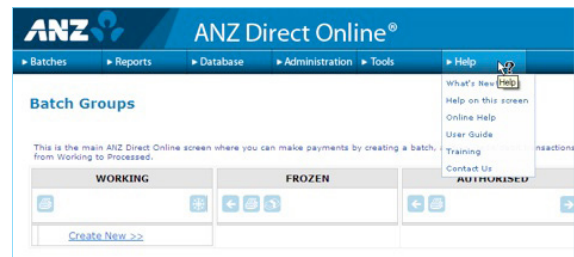 ANZ
ANZ Direct Online®
Batches
Reports
Database
Administration
Tools
Help
What's New
Help
Help on this screen
Online Help
User Guide
Training
Contact Us
Batch Groups
This is the main ANZ Direct Online screen where you can make payments by creating a batch,
from Working to Processed.
WORKING
FROZEN
AUTHORISED
Create New >>